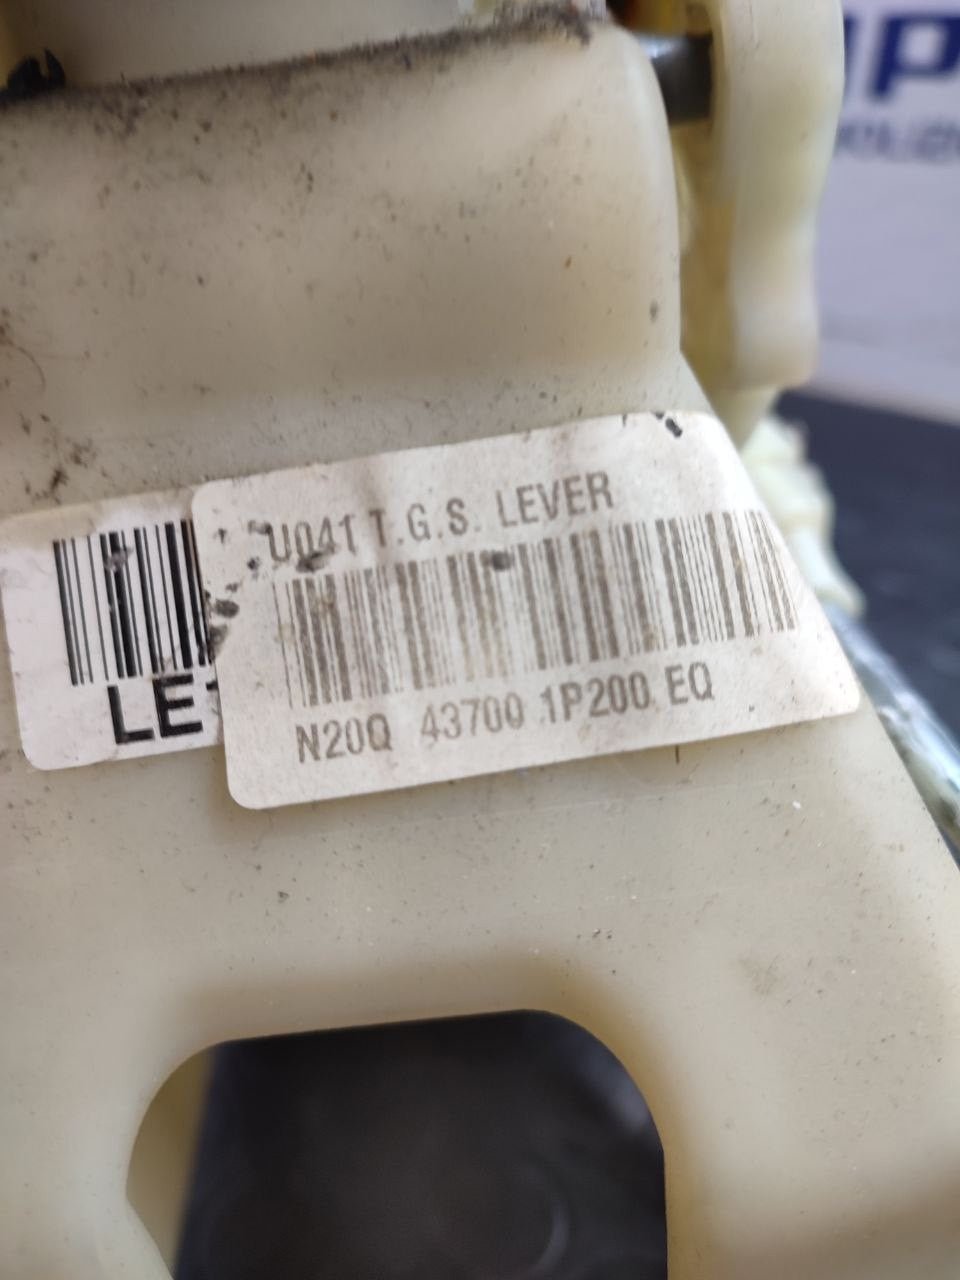 U041 T.G.S. LEVER
N20Q 43700 1P200 EQ
LE